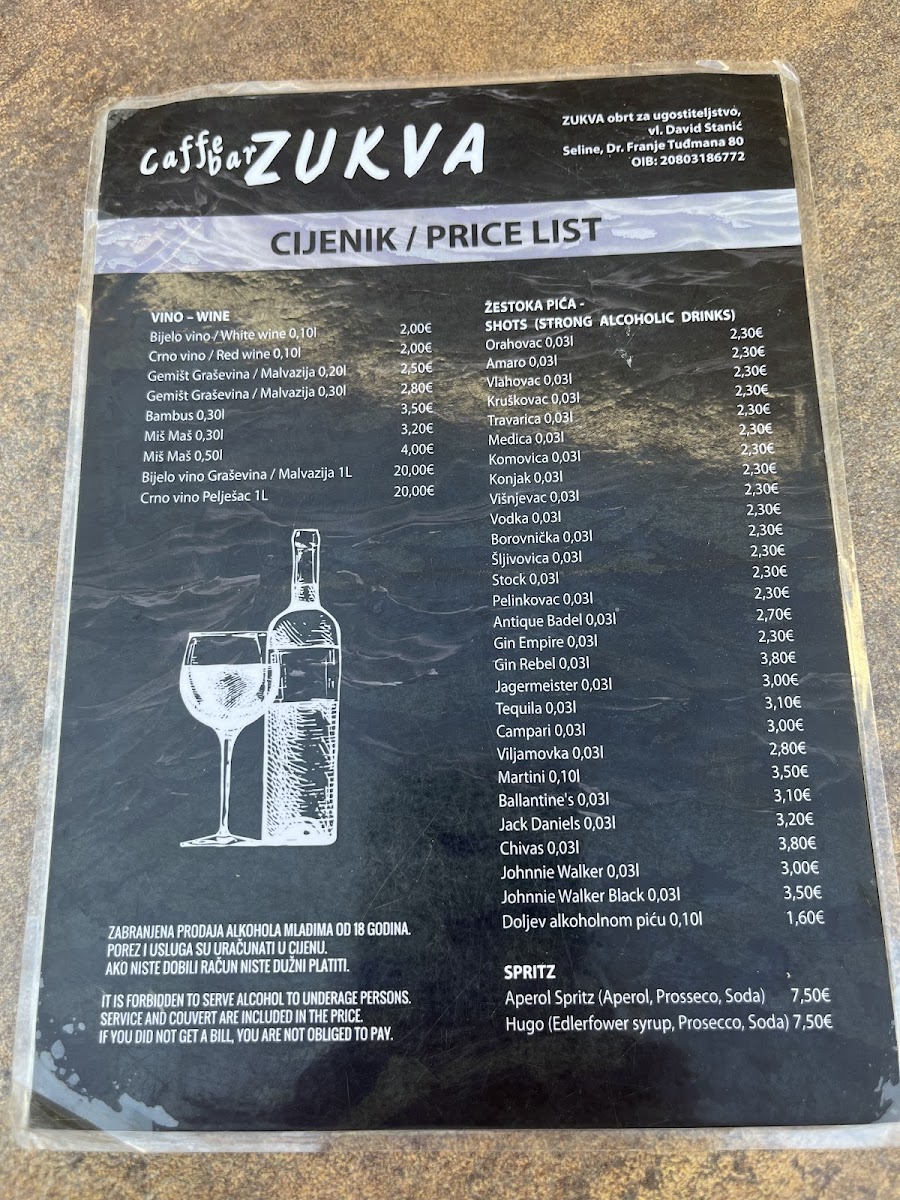 Caffe bar ZUKVA
ZUKVA obrt za ugostiteljstvo,
vl. David Stanić
Seline, Dr. Franje Tuđmana 80
OIB: 20803186772
CIJENIK / PRICE LIST
VINO – WINE
Bijelo vino / White wine 0,10l 2,00€
Crno vino / Red wine 0,10l 2,00€
Gemišt Graševina / Malvazija 0,20l 2,50€
Gemišt Graševina / Malvazija 0,30l 2,80€
Bambus 0,30l 3,50€
Miš Maš 0,30l 3,20€
Miš Maš 0,50l 4,00€
Bijelo vino Graševina / Malvazija 1L 20,00€
Crno vino Pelješac 1L 20,00€
ŽESTOKA PIĆA -
SHOTS (STRONG ALCOHOLIC DRINKS)
Orahovac 0,03l 2,30€
Amaro 0,03l 2,30€
Vlahovac 0,03l 2,30€
Kruškovac 0,03l 2,30€
Travarica 0,03l 2,30€
Medica 0,03l 2,30€
Komovica 0,03l 2,30€
Konjak 0,03l 2,30€
Višnjevac 0,03l 2,30€
Vodka 0,03l 2,30€
Borovnička 0,03l 2,30€
Šljivovica 0,03l 2,30€
Stock 0,03l 2,30€
Pelinkovac 0,03l 2,30€
Antique Badel 0,03l 2,70€
Gin Empire 0,03l 2,30€
Gin Rebel 0,03l 3,80€
Jagermeister 0,03l 3,00€
Tequila 0,03l 3,10€
Campari 0,03l 3,00€
Viljamovka 0,03l 2,80€
Martini 0,10l 3,50€
Ballantine's 0,03l 3,10€
Jack Daniels 0,03l 3,20€
Chivas 0,03l 3,80€
Johnnie Walker 0,03l 3,00€
Johnnie Walker Black 0,03l 3,50€
Doljev alkoholnom piću 0,10l 1,60€
SPRITZ
Aperol Spritz (Aperol, Prosseco, Soda) 7,50€
Hugo (Edlerfower syrup, Prosecco, Soda) 7,50€
ZABRANJENA PRODAJA ALKOHOLA MLAĐIMA OD 18 GODINA.
POREZ I USLUGA SU URAČUNATI U CIJENU.
AKO NISTE DOBILI RAČUN NISTE DUŽNI PLATITI.
IT IS FORBIDDEN TO SERVE ALCOHOL TO UNDERAGE PERSONS.
SERVICE AND COUVERT ARE INCLUDED IN THE PRICE.
IF YOU DID NOT GET A BILL, YOU ARE NOT OBLIGED TO PAY.